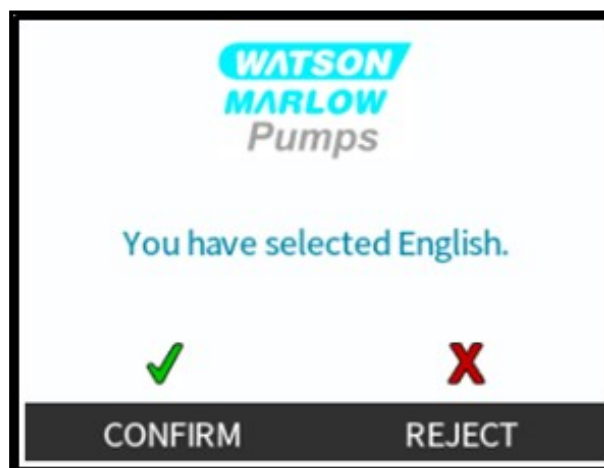 WATSON
MARLOW
Pumps
You have selected English.
CONFIRM REJECT